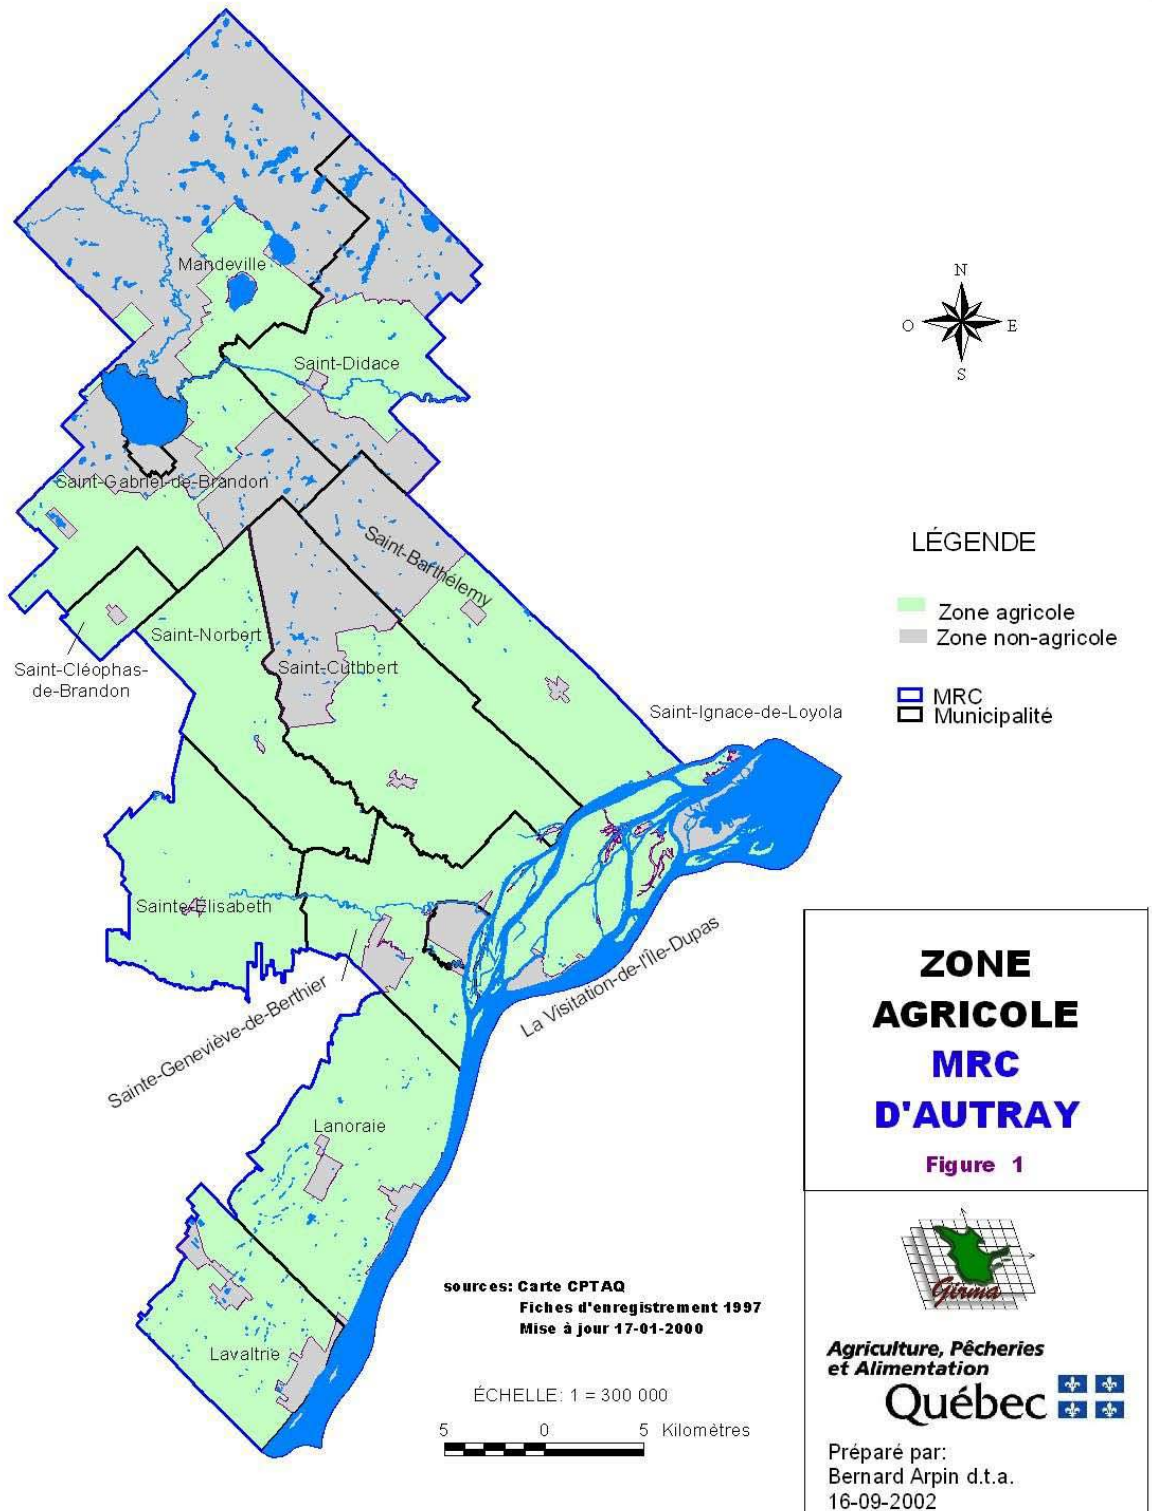 Mandeville
Saint-Didace
Saint-Gabriel-de-Brandon
Saint-Barthélemy
Saint-Norbert
Saint-Cuthbert
Saint-Cléophas-
de-Brandon
Saint-Ignace-de-Loyola
Sainte-Élisabeth
Sainte-Geneviève-de-Berthier
La Visitation-de-l'Île-Dupas
Lanoraie
Lavaltrie
N
O
E
S
LÉGENDE
Zone agricole
Zone non-agricole
MRC
Municipalité
sources: Carte CPTAQ
Fiches d'enregistrement 1997
Mise à jour 17-01-2000
ÉCHELLE: 1 = 300 000
5 0 5 Kilomètres
ZONE
AGRICOLE
MRC
D'AUTRAY
Figure 1
Girma
Agriculture, Pêcheries
et Alimentation
Québec
Préparé par:
Bernard Arpin d.t.a.
16-09-2002